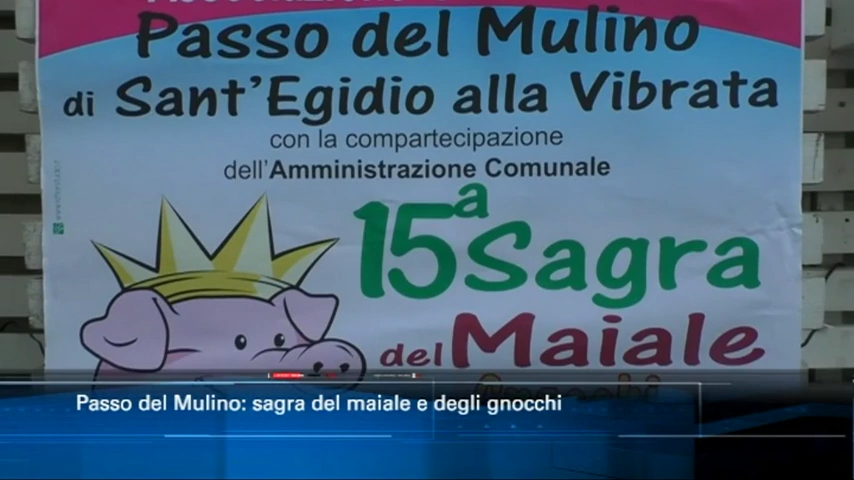 Passo del Mulino
di Sant'Egidio alla Vibrata
con la compartecipazione
dell'Amministrazione Comunale
15a Sagra
del Maiale
Passo del Mulino: sagra del maiale e degli gnocchi